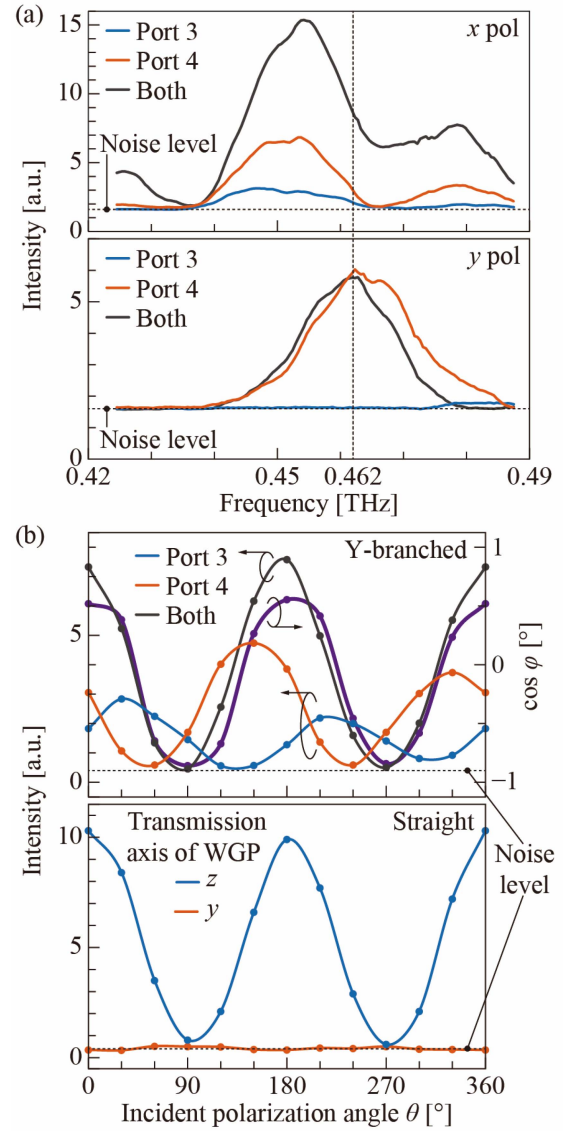 (a)
15
10
5
0
Port 3
Port 4
Both
x pol
Noise level
5
0
Port 3
Port 4
Both
y pol
Noise level
Intensity [a.u.]
0.42
0.45
0.462
0.49
Frequency [THz]
(b)
Port 3
Port 4
Both
Y-branched
5
0
1
0
−1
cos φ [°]
Intensity [a.u.]
Transmission
axis of WGP
z
y
Straight
10
5
0
Noise
level
0
90
180
270
360
Incident polarization angle θ [°]